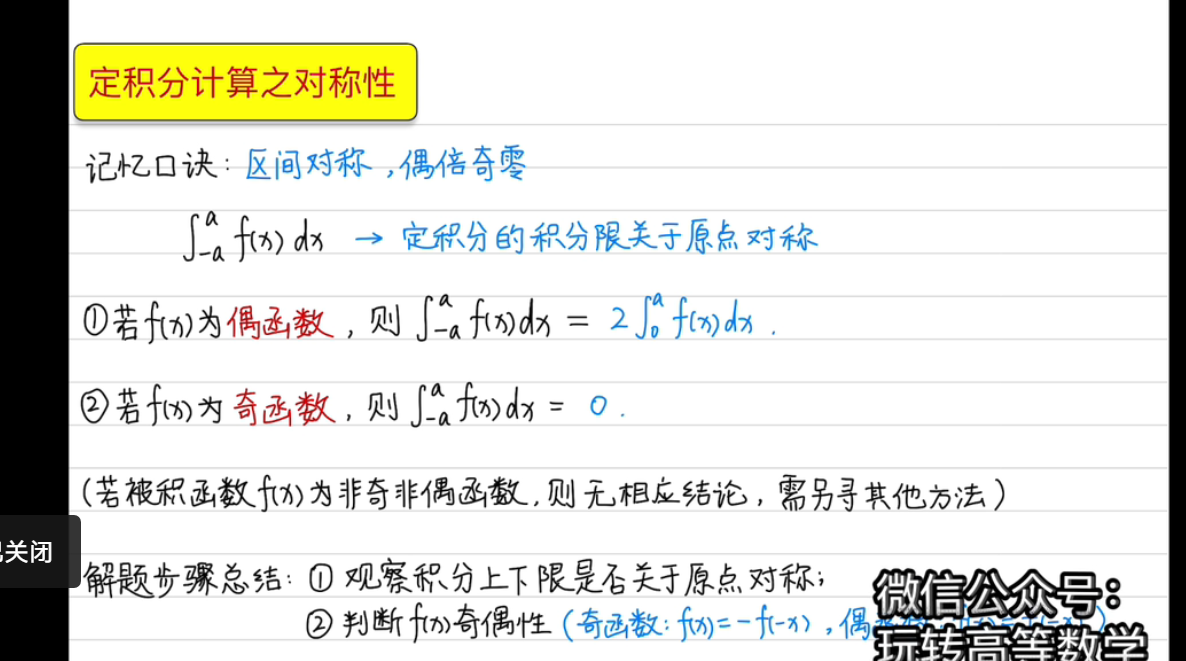 定积分计算之对称性
记忆口诀：区间对称，偶倍奇零
∫_{-a}^{a} f(x) dx → 定积分的积分限关于原点对称
①若f(x)为偶函数，则 ∫_{-a}^{a} f(x)dx = 2∫_{0}^{a} f(x)dx.
②若f(x)为奇函数，则 ∫_{-a}^{a} f(x)dx = 0.
(若被积函数f(x)为非奇非偶函数,则无相应结论，需另寻其他方法)
关闭
解题步骤总结：① 观察积分上下限是否关于原点对称；
② 判断f(x)奇偶性 (奇函数：f(x)=-f(-x)，偶
微信公众号：
玩转高等数学